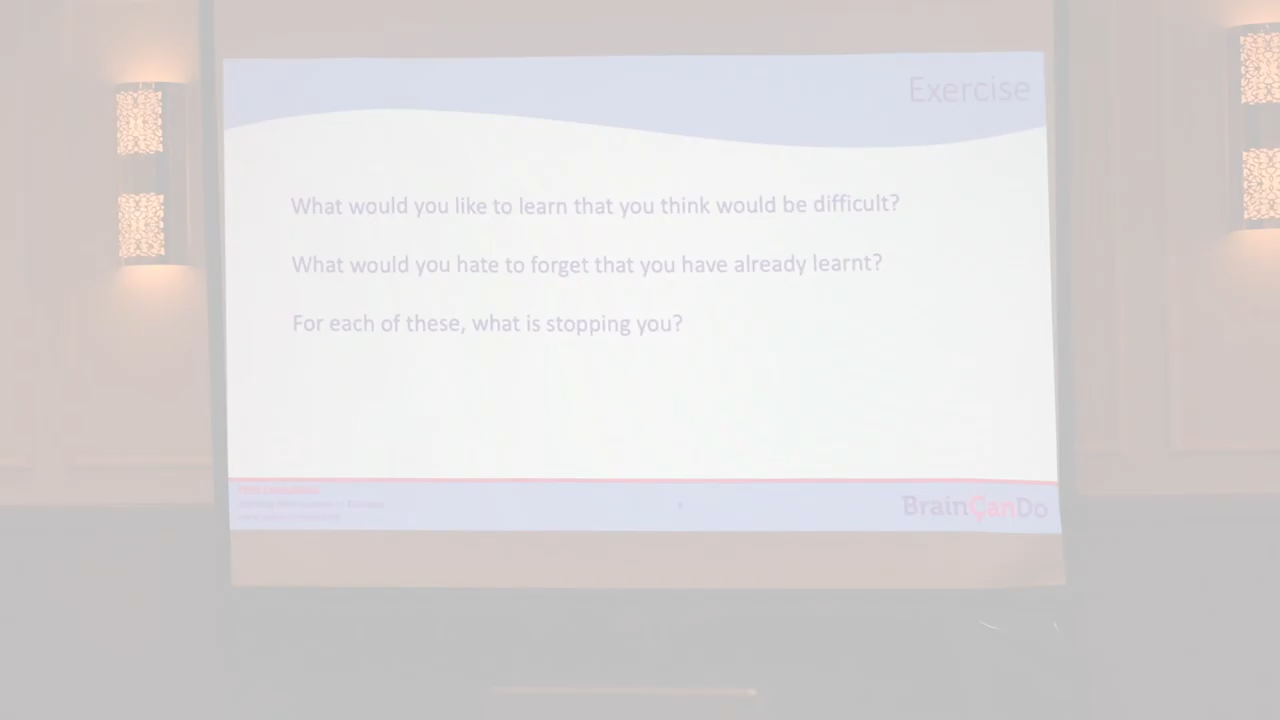 Exercise
What would you like to learn that you think would be difficult?
What would you hate to forget that you have already learnt?
For each of these, what is stopping you?
BrainCanDo